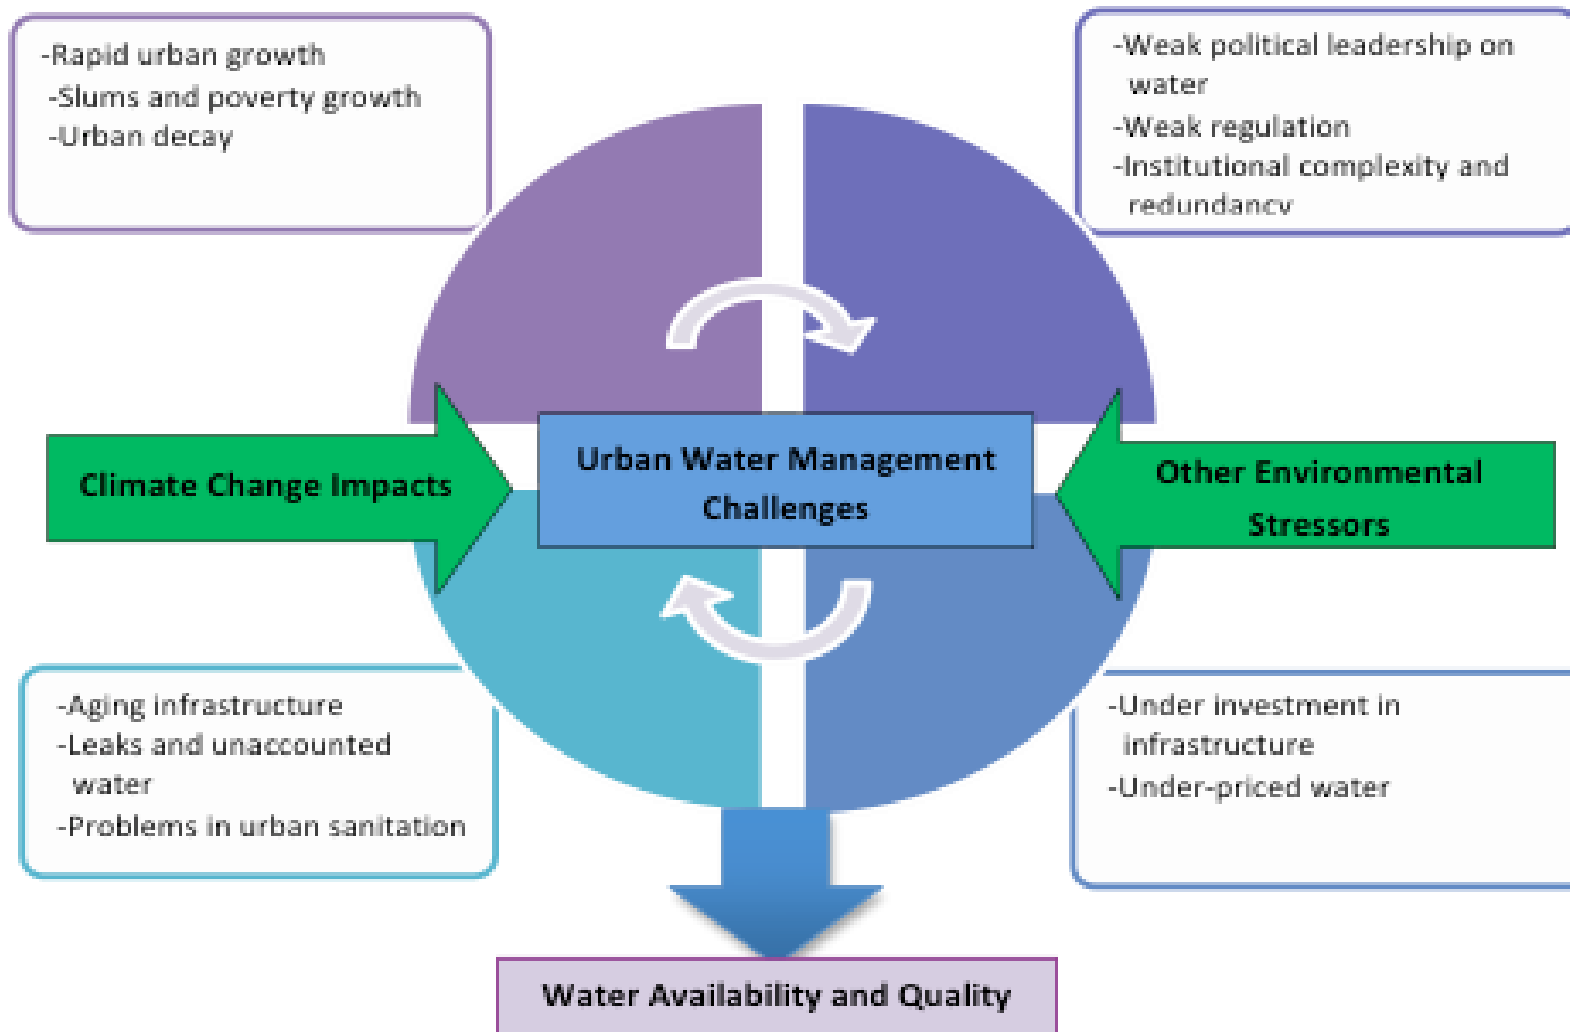 -Rapid urban growth
-Slums and poverty growth
-Urban decay
-Weak political leadership on
water
-Weak regulation
-Institutional complexity and
redundancy
Climate Change Impacts
Urban Water Management
Challenges
Other Environmental
Stressors
-Aging infrastructure
-Leaks and unaccounted
water
-Problems in urban sanitation
-Under investment in
infrastructure
-Under-priced water
Water Availability and Quality